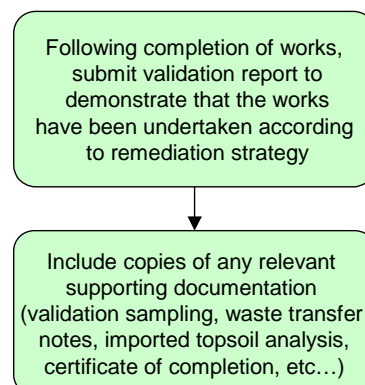 Following completion of works,
submit validation report to
demonstrate that the works
have been undertaken according
to remediation strategy
Include copies of any relevant
supporting documentation
(validation sampling, waste transfer
notes, imported topsoil analysis,
certificate of completion, etc…)